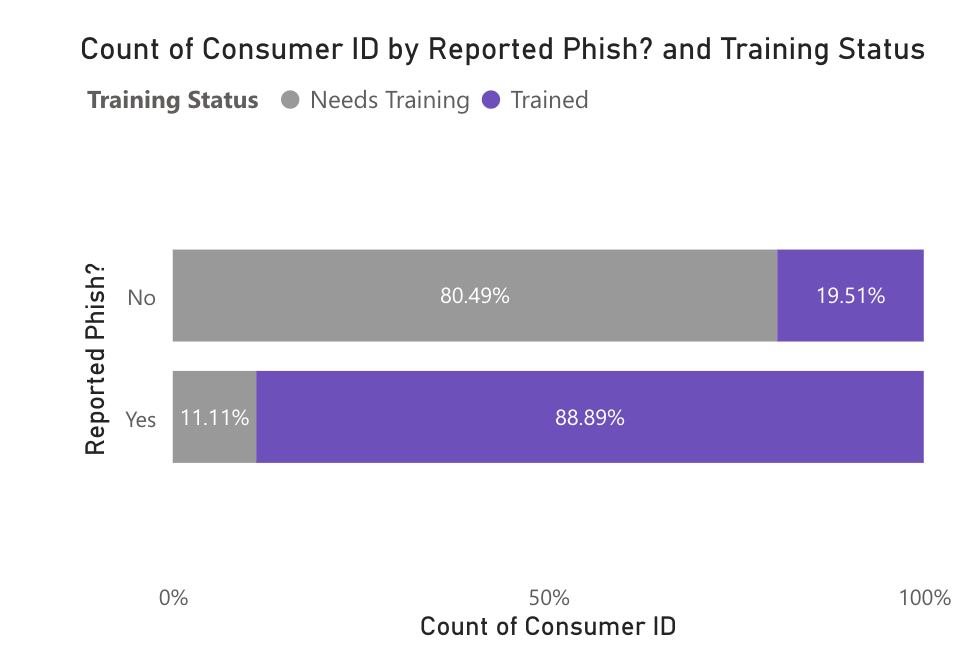 Count of Consumer ID by Reported Phish? and Training Status
Training Status Needs Training Trained
Reported Phish?
No
80.49%
19.51%
Yes
11.11%
88.89%
0%
50%
100%
Count of Consumer ID